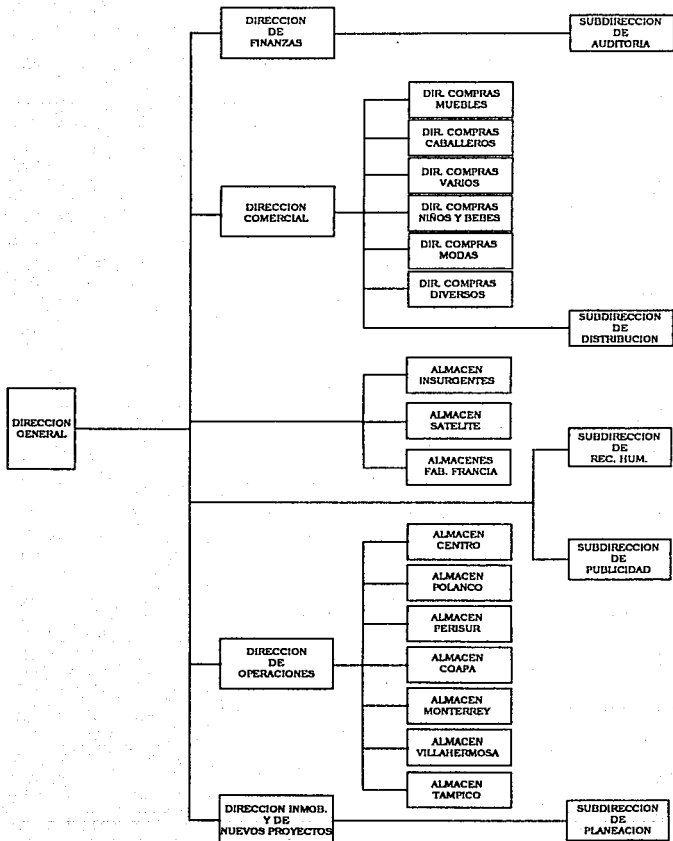 DIRECCION
DE
FINANZAS
SUBDIRECCION
DE
AUDITORIA
DIR. COMPRAS
MUEBLES
DIR. COMPRAS
CABALLEROS
DIR. COMPRAS
VARIOS
DIRECCION
COMERCIAL
DIR. COMPRAS
NIÑOS Y BEBES
DIR. COMPRAS
MODAS
DIR. COMPRAS
DIVERSOS
SUBDIRECCION
DE
DISTRIBUCION
ALMACEN
INSURGENTES
DIRECCION
GENERAL
ALMACEN
SATELITE
ALMACENES
FAB. FRANCIA
SUBDIRECCION
DE
REC. HUM.
ALMACEN
CENTRO
SUBDIRECCION
DE
PUBLICIDAD
ALMACEN
POLANCO
ALMACEN
PERISUR
DIRECCION
DE
OPERACIONES
ALMACEN
COAPA
ALMACEN
MONTERREY
ALMACEN
VILLAHERMOSA
ALMACEN
TAMPICO
DIRECCION INMOB.
Y DE
NUEVOS PROYECTOS
SUBDIRECCION
DE
PLANEACION